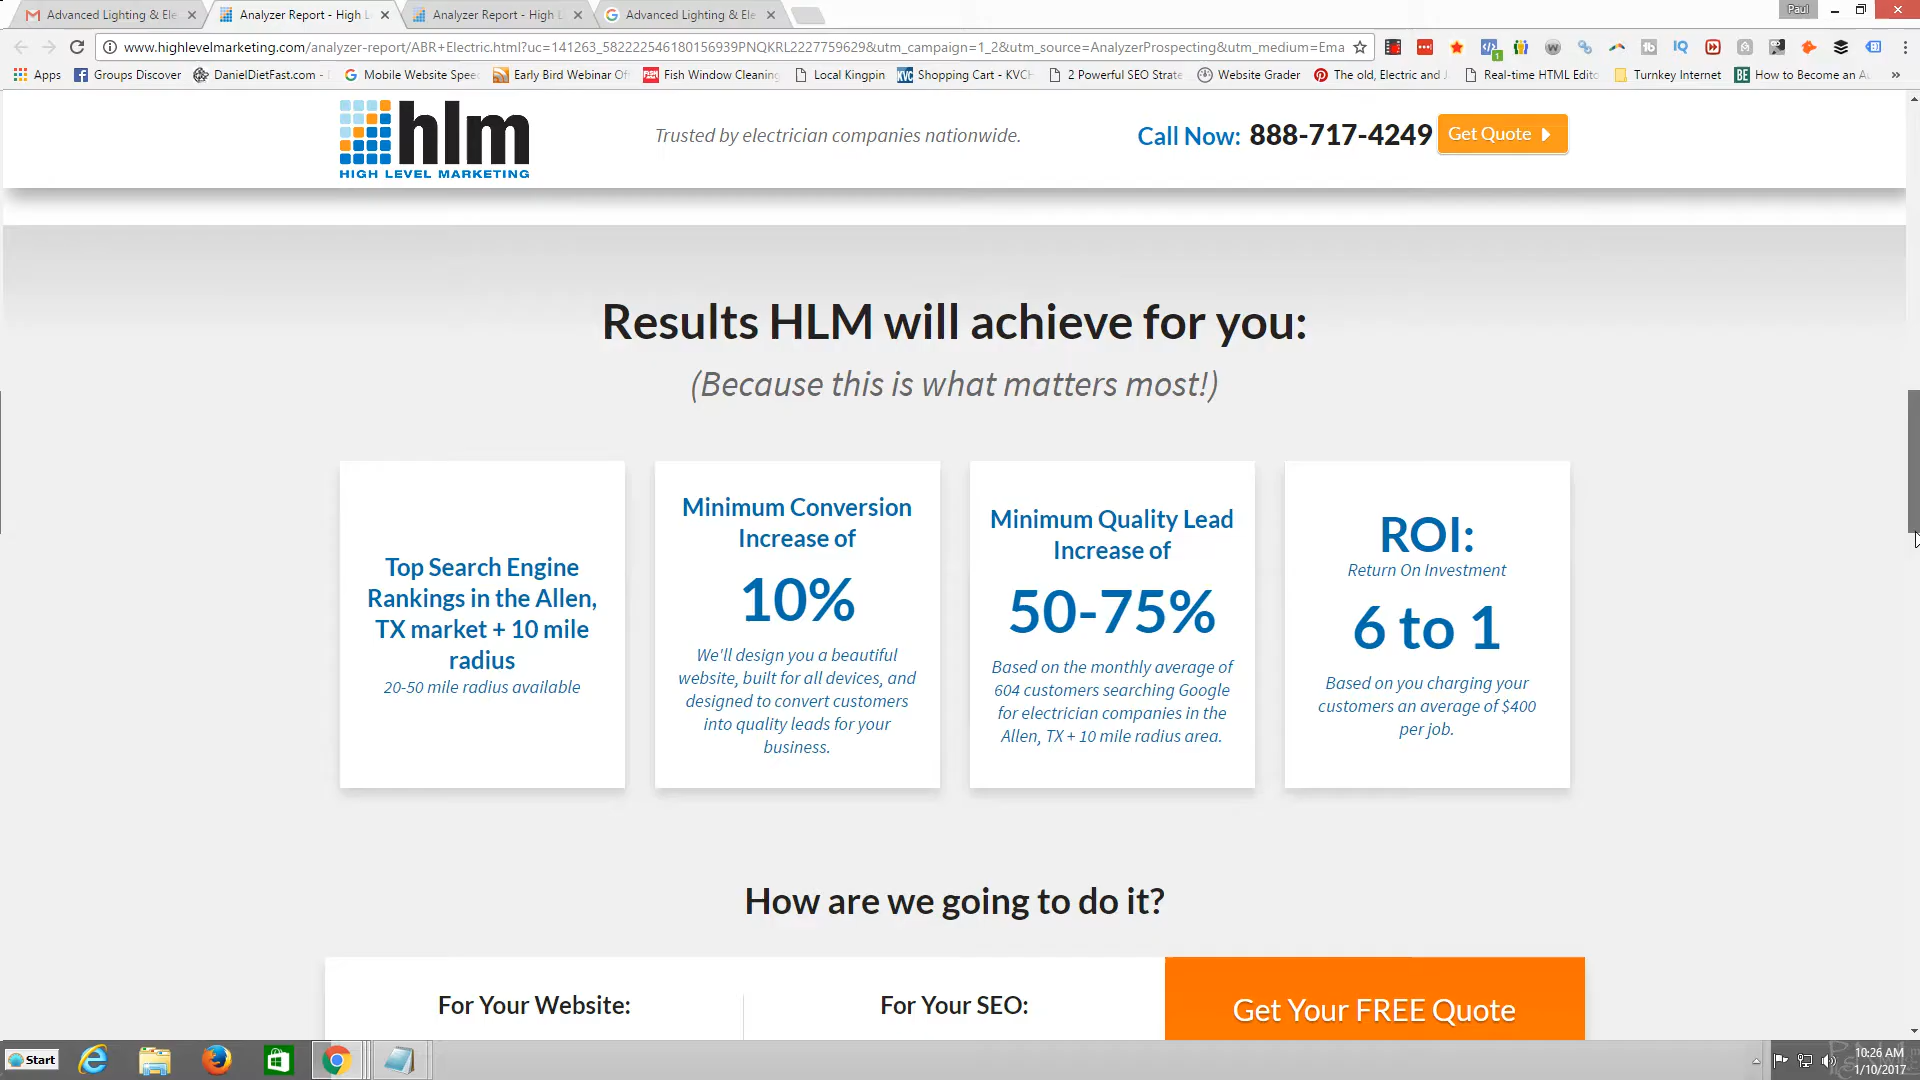 Advanced Lighting & Ele
Analyzer Report - High L
Analyzer Report - High L
Advanced Lighting & Ele
Paul
www.highlevelmarketing.com/analyzer-report/ABR+Electric.html?uc=141263_582222546180156939PNQKRL2227759629&utm_campaign=1_2&utm_source=AnalyzerProspecting&utm_medium=Ema
Apps
Groups Discover
DanielDietFast.com -
Mobile Website Spee
Early Bird Webinar Of
Fish Window Cleaning
Local Kingpin
KVC Shopping Cart - KVCH
2 Powerful SEO Strate
Website Grader
The old, Electric and J
Real-time HTML Edito
Turnkey Internet
BE How to Become an Au
hlm
HIGH LEVEL MARKETING
Trusted by electrician companies nationwide.
Call Now: 888-717-4249
Get Quote
Results HLM will achieve for you:
(Because this is what matters most!)
Top Search Engine
Rankings in the Allen,
TX market + 10 mile
radius
20-50 mile radius available
Minimum Conversion
Increase of
10%
We'll design you a beautiful
website, built for all devices, and
designed to convert customers
into quality leads for your
business.
Minimum Quality Lead
Increase of
50-75%
Based on the monthly average of
604 customers searching Google
for electrician companies in the
Allen, TX + 10 mile radius area.
ROI:
Return On Investment
6 to 1
Based on you charging your
customers an average of $400
per job.
How are we going to do it?
For Your Website:
For Your SEO:
Get Your FREE Quote
Start
10:26 AM
1/10/2017